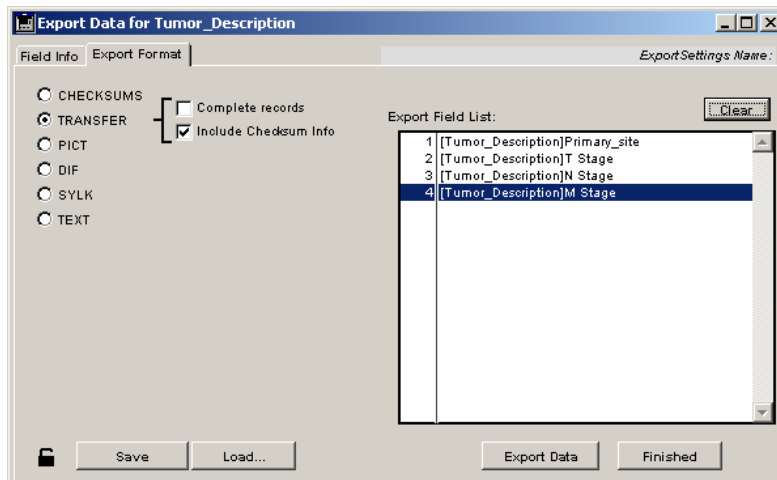 Export Data for Tumor_Description
Field Info
Export Format
ExportSettings Name:
CHECKSUMS
TRANSFER
PICT
DIF
SYLK
TEXT
Complete records
Include Checksum Info
Export Field List:
Clear
1 [Tumor_Description]Primary_site
2 [Tumor_Description]T Stage
3 [Tumor_Description]N Stage
4 [Tumor_Description]M Stage
Save
Load...
Export Data
Finished